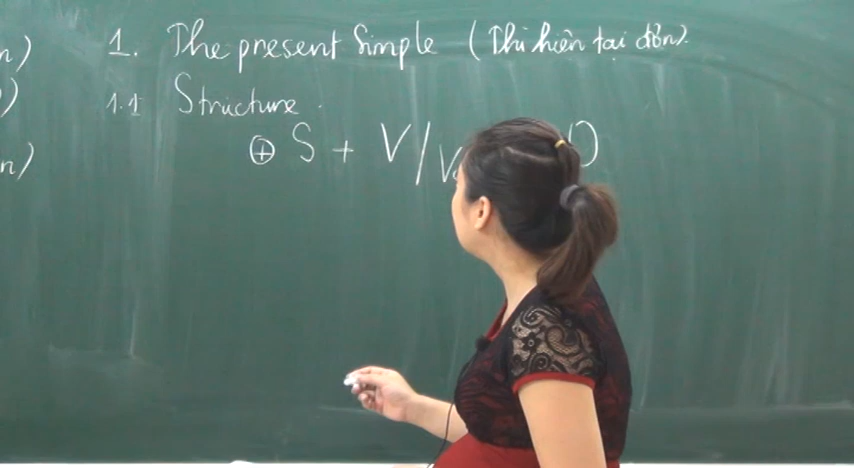 1. The present Simple (Thì hiện tại đơn).
1.1 Structure.
⊕ S + V/V
n)
)
n)